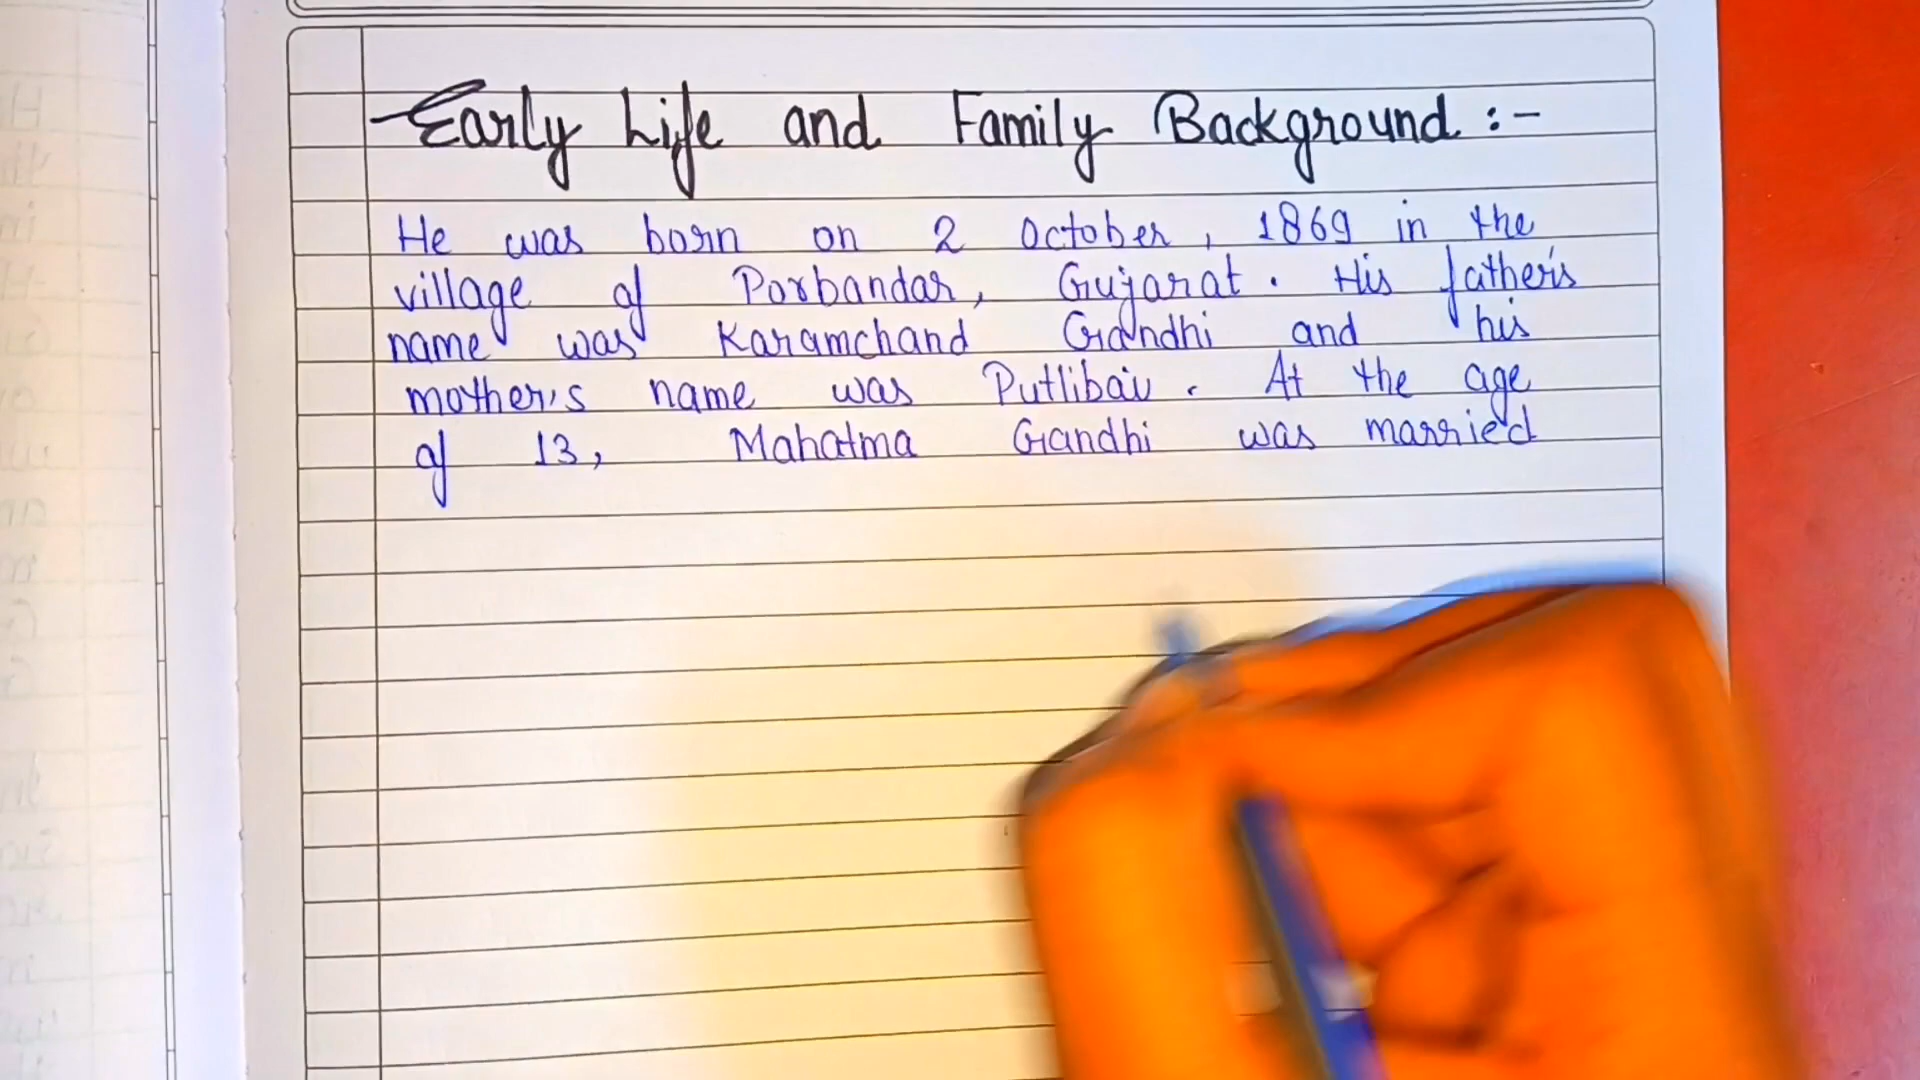 Early Life and Family Background :-
He was born on 2 October, 1869 in the
village of Porbandar, Gujarat. His father's
name was Karamchand Gandhi and his
mother's name was Putlibai. At the age
of 13, Mahatma Gandhi was married